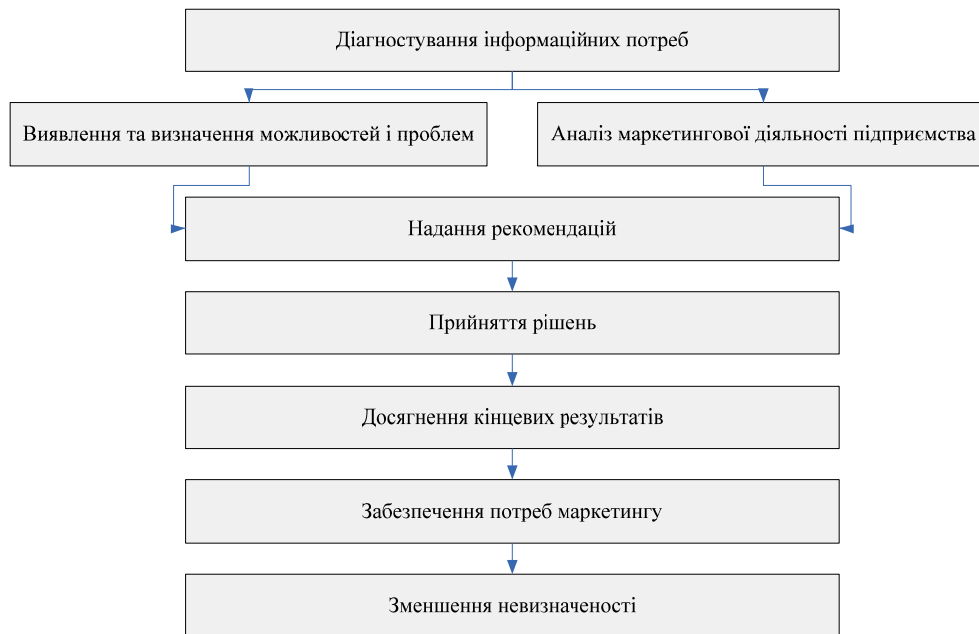 Діагностування інформаційних потреб
Виявлення та визначення можливостей і проблем
Аналіз маркетингової діяльності підприємства
Надання рекомендацій
Прийняття рішень
Досягнення кінцевих результатів
Забезпечення потреб маркетингу
Зменшення невизначеності